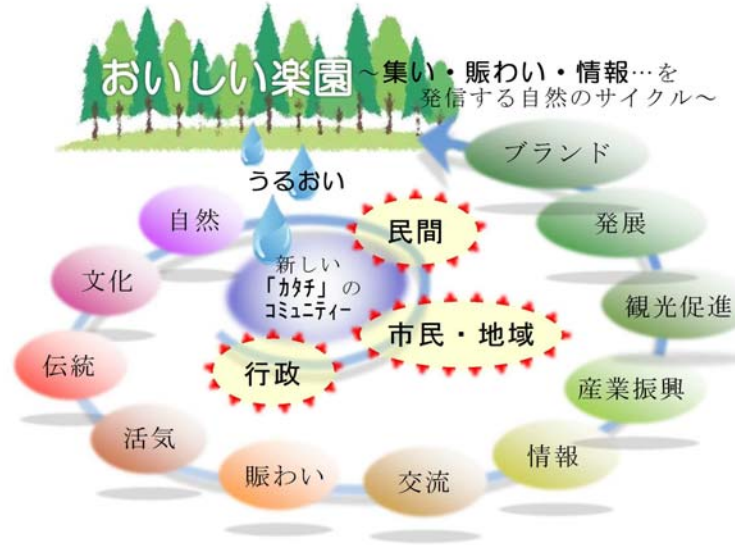 おいしい楽園
～集い・賑わい・情報…を
発信する自然のサイクル～
ブランド
うるおい
自然
民間
発展
文化
新しい
「カタチ」の
コミュニティー
観光促進
市民・地域
伝統
行政
産業振興
活気
情報
賑わい
交流